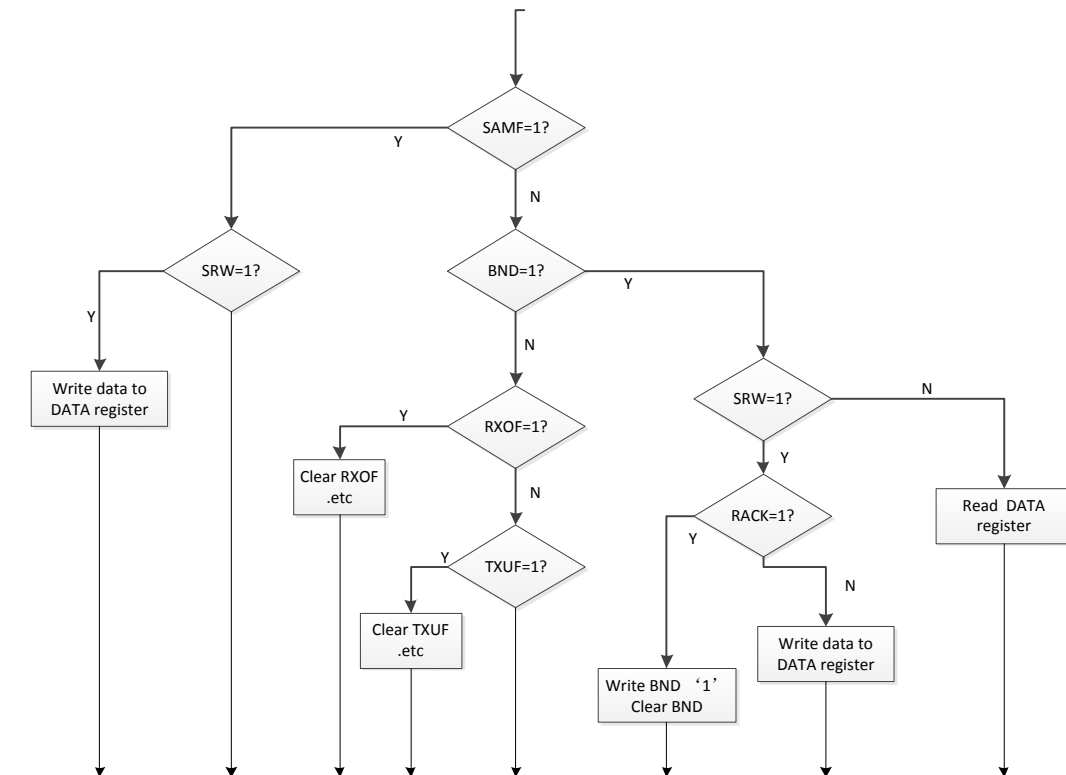 SAMF=1?
Y
N
SRW=1?
BND=1?
Y
Y
N
Write data to
DATA register
SRW=1?
N
Y
RXOF=1?
Y
Clear RXOF
.etc
N
RACK=1?
Y
N
Read DATA
register
TXUF=1?
Y
Clear TXUF
.etc
Write data to
DATA register
Write BND ‘1’
Clear BND